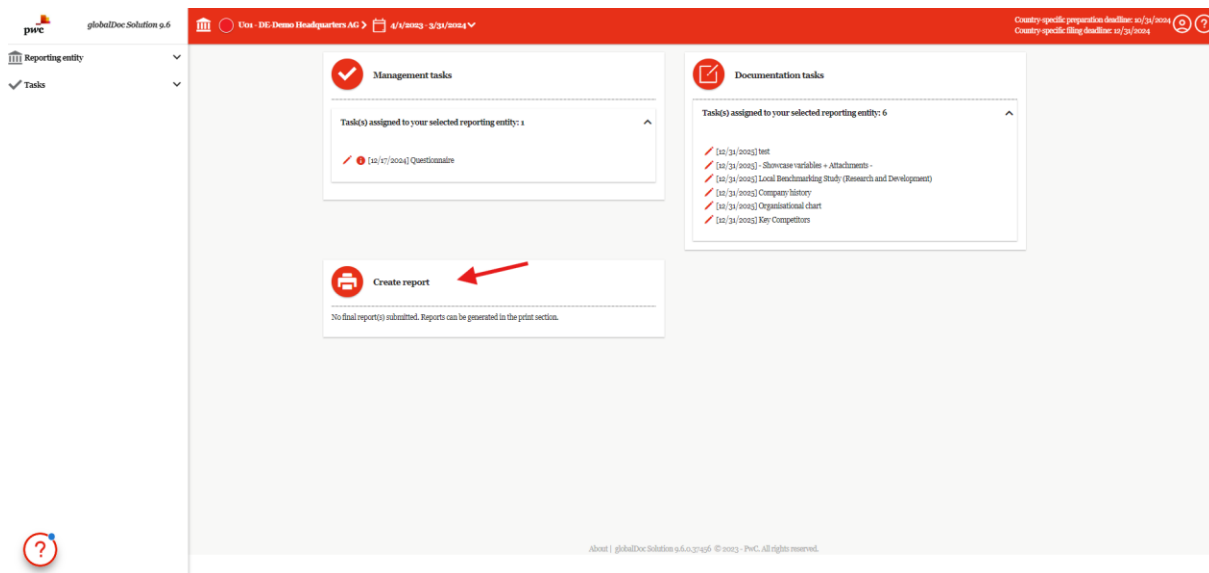 pwc
globalDoc Solution 9.6
U01 - DE-Demo Headquarters AG
4/1/2023 - 3/31/2024
Country-specific preparation deadline: 10/31/2024
Country-specific filing deadline: 12/31/2024
?
Reporting entity
Tasks
Management tasks
Task(s) assigned to your selected reporting entity: 1
[12/17/2024] Questionnaire
Documentation tasks
Task(s) assigned to your selected reporting entity: 6
[12/31/2025] test
[12/31/2025] - Showcase variables + Attachments -
[12/31/2025] Local Benchmarking Study (Research and Development)
[12/31/2025] Company history
[12/31/2025] Organisational chart
[12/31/2025] Key Competitors
Create report
No final report(s) submitted. Reports can be generated in the print section.
?
About | globalDoc Solution 9.6.0.37456 © 2023 - PwC. All rights reserved.